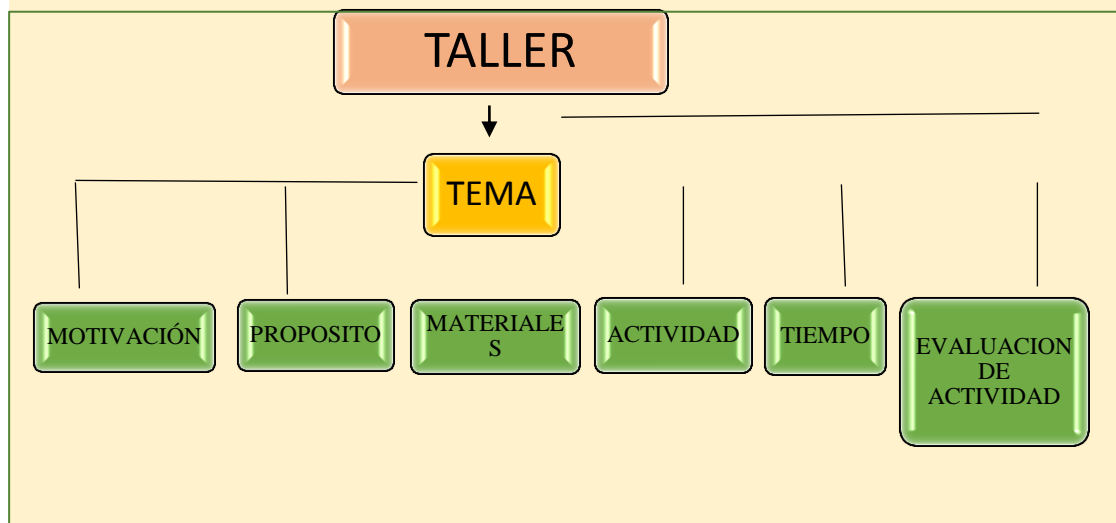 TALLER
TEMA
MOTIVACIÓN
PROPOSITO
MATERIALE
S
ACTIVIDAD
TIEMPO
EVALUACION
DE
ACTIVIDAD